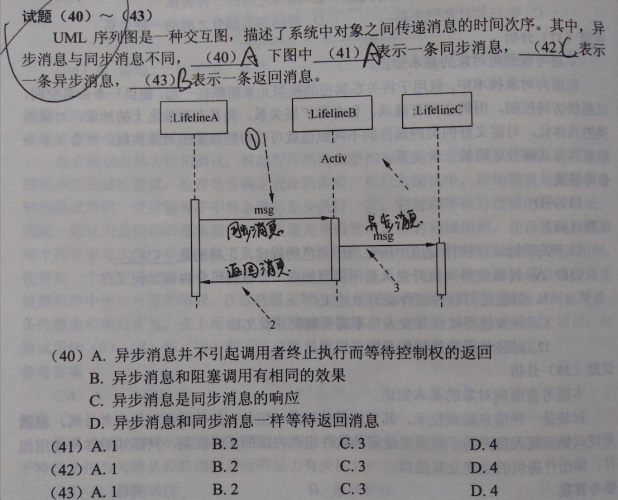 试题（40）～（43）
UML 序列图是一种交互图，描述了系统中对象之间传递消息的时间次序。其中，异
步消息与同步消息不同，（40）A 下图中（41）A表示一条同步消息，（42）C表示
一条异步消息，（43）B表示一条返回消息。
:LifelineA :LifelineB :LifelineC
1
Activ
msg
同步消息 异步消息
msg
返回消息
3
2
（40）A. 异步消息并不引起调用者终止执行而等待控制权的返回
B. 异步消息和阻塞调用有相同的效果
C. 异步消息是同步消息的响应
D. 异步消息和同步消息一样等待返回消息
（41）A. 1 B. 2 C. 3 D. 4
（42）A. 1 B. 2 C. 3 D. 4
（43）A. 1 B. 2 C. 3 D. 4